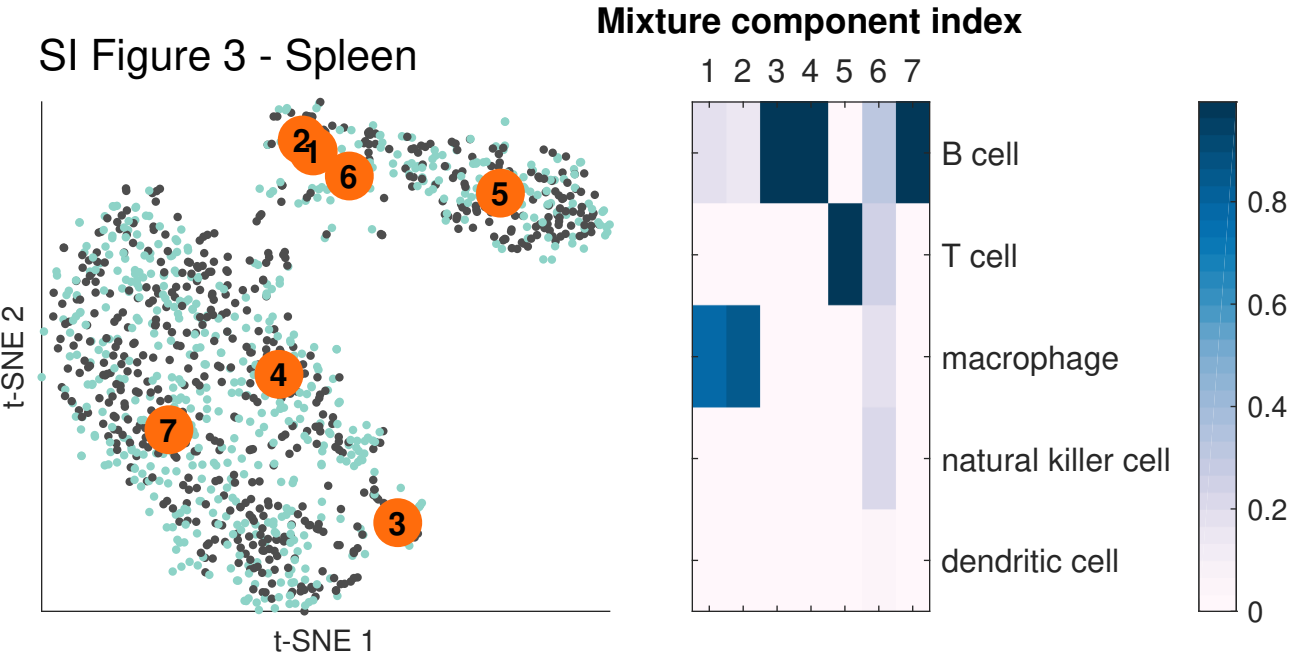 Mixture component index
SI Figure 3 - Spleen
1 2 3 4 5 6 7
2
1
6
5
4
7
3
t-SNE 2
t-SNE 1
B cell
T cell
macrophage
natural killer cell
dendritic cell
0.8
0.6
0.4
0.2
0